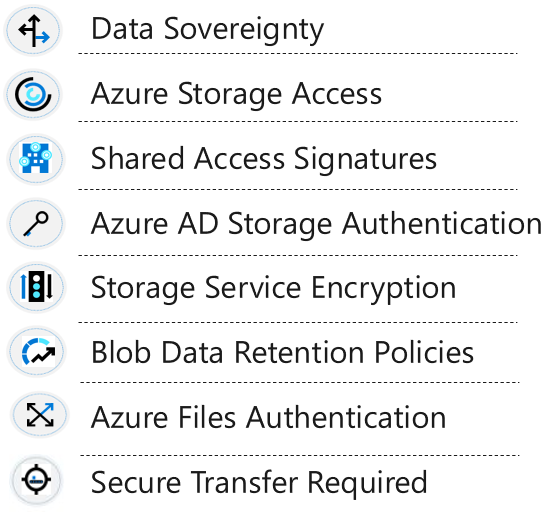 Data Sovereignty
Azure Storage Access
Shared Access Signatures
Azure AD Storage Authentication
Storage Service Encryption
Blob Data Retention Policies
Azure Files Authentication
Secure Transfer Required